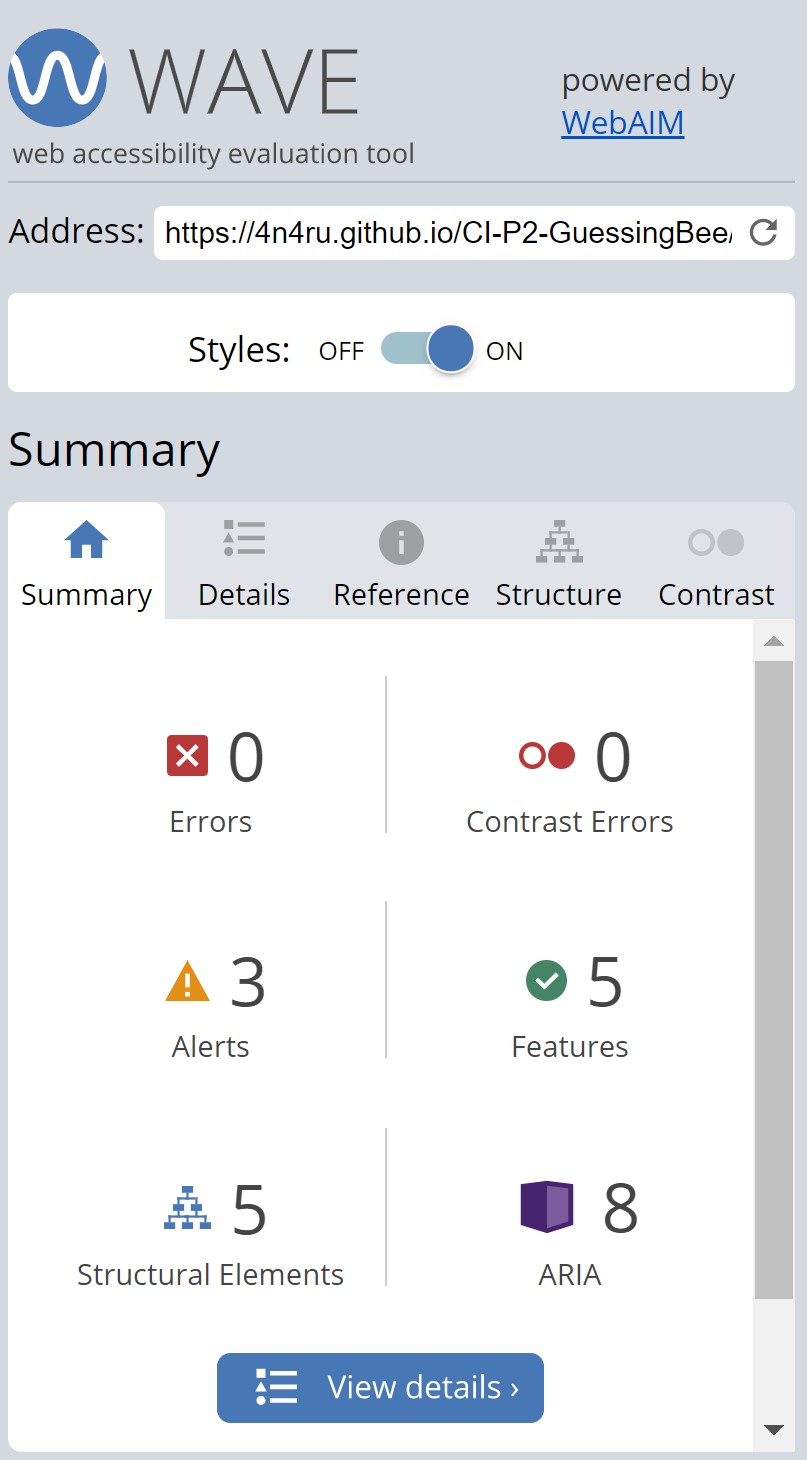 WAVE
powered by
WebAIM
web accessibility evaluation tool
Address: https://4n4ru.github.io/CI-P2-GuessingBee/
Styles: OFF ON
Summary
Summary Details Reference Structure Contrast
0 0
Errors Contrast Errors
3 5
Alerts Features
5 8
Structural Elements ARIA
View details ›